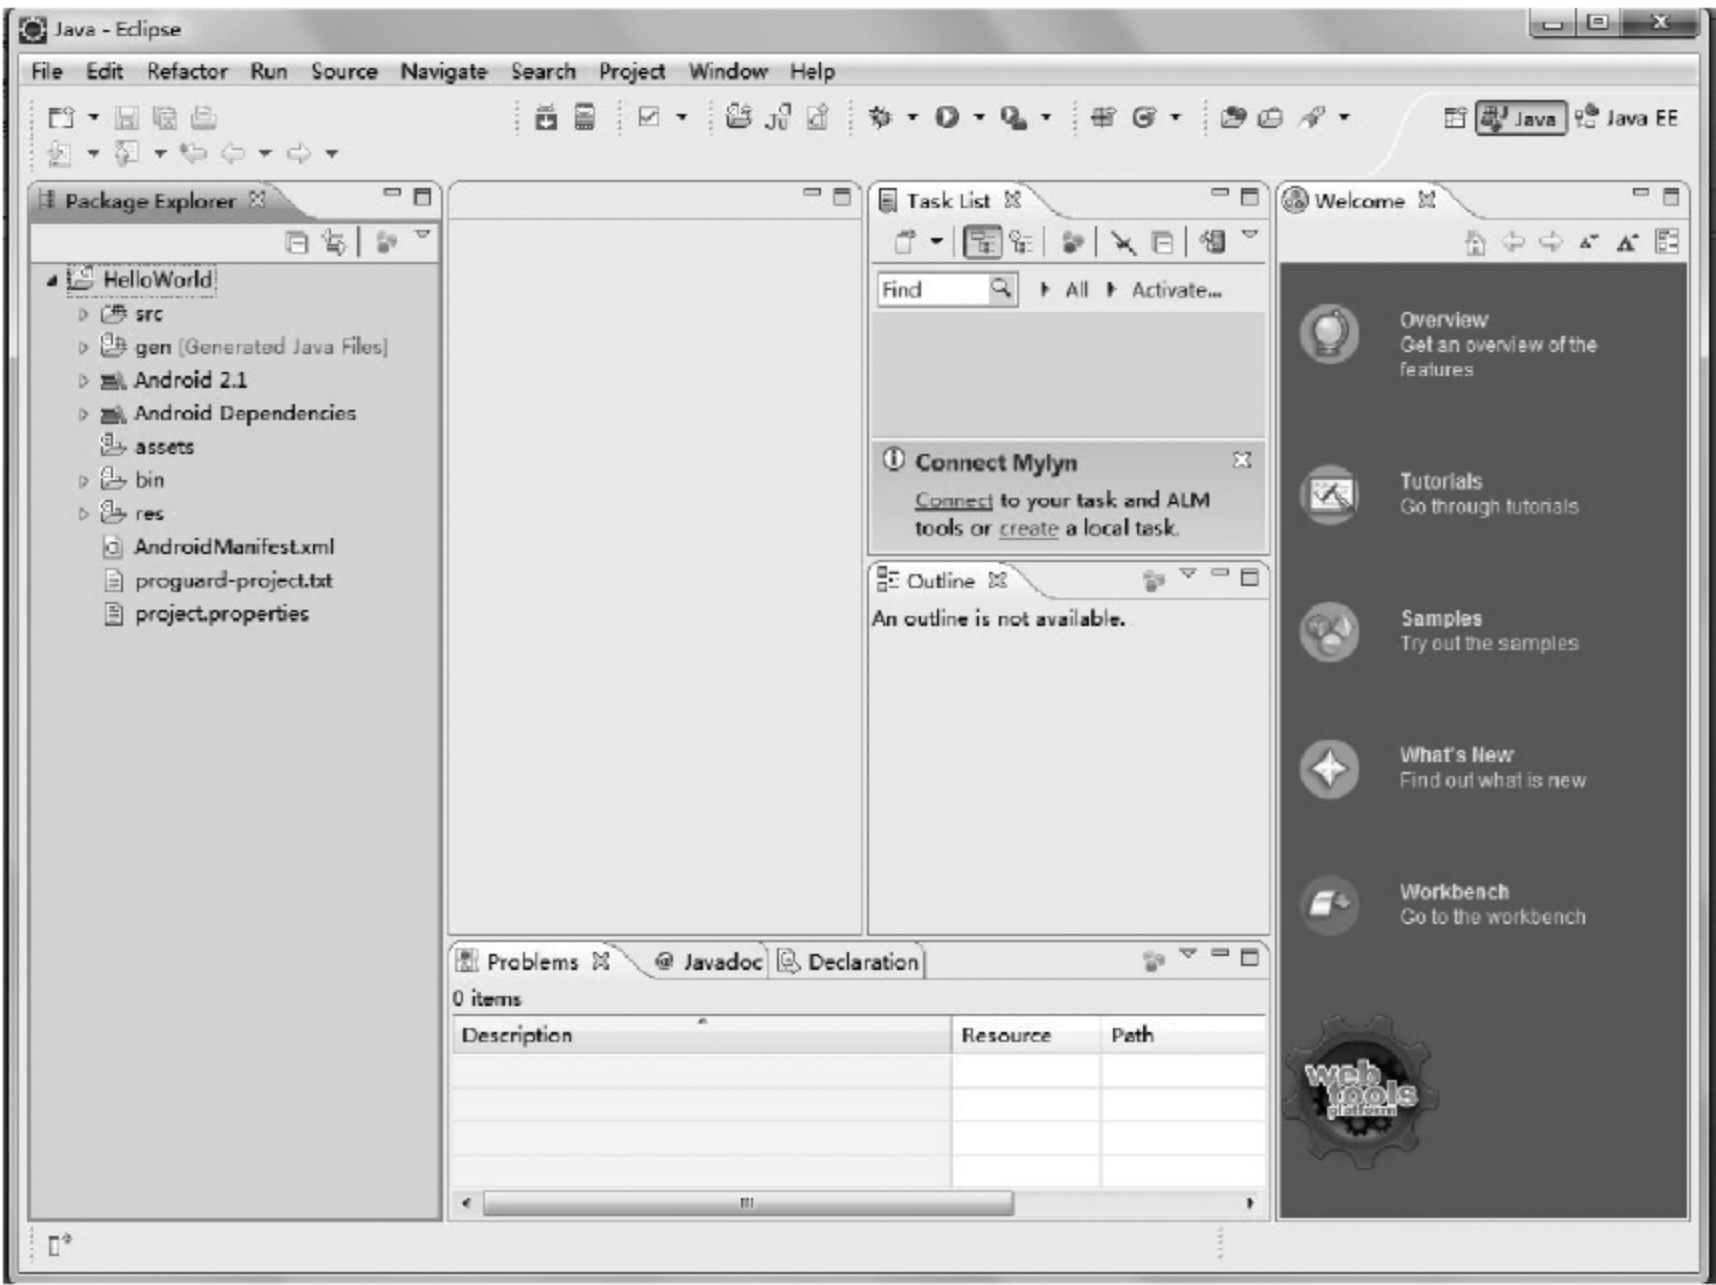 Java - Eclipse
File Edit Refactor Run Source Navigate Search Project Window Help
Java Java EE
Package Explorer
HelloWorld
src
gen [Generated Java Files]
Android 2.1
Android Dependencies
assets
bin
res
AndroidManifest.xml
proguard-project.txt
project.properties
Task List
Find All Activate...
Connect Mylyn
Connect to your task and ALM
tools or create a local task.
Outline
An outline is not available.
Problems @ Javadoc Declaration
0 items
Description Resource Path
Welcome
Overview
Get an overview of the
features
Tutorials
Go through tutorials
Samples
Try out the samples
What's New
Find out what is new
Workbench
Go to the workbench
web
tools
platform